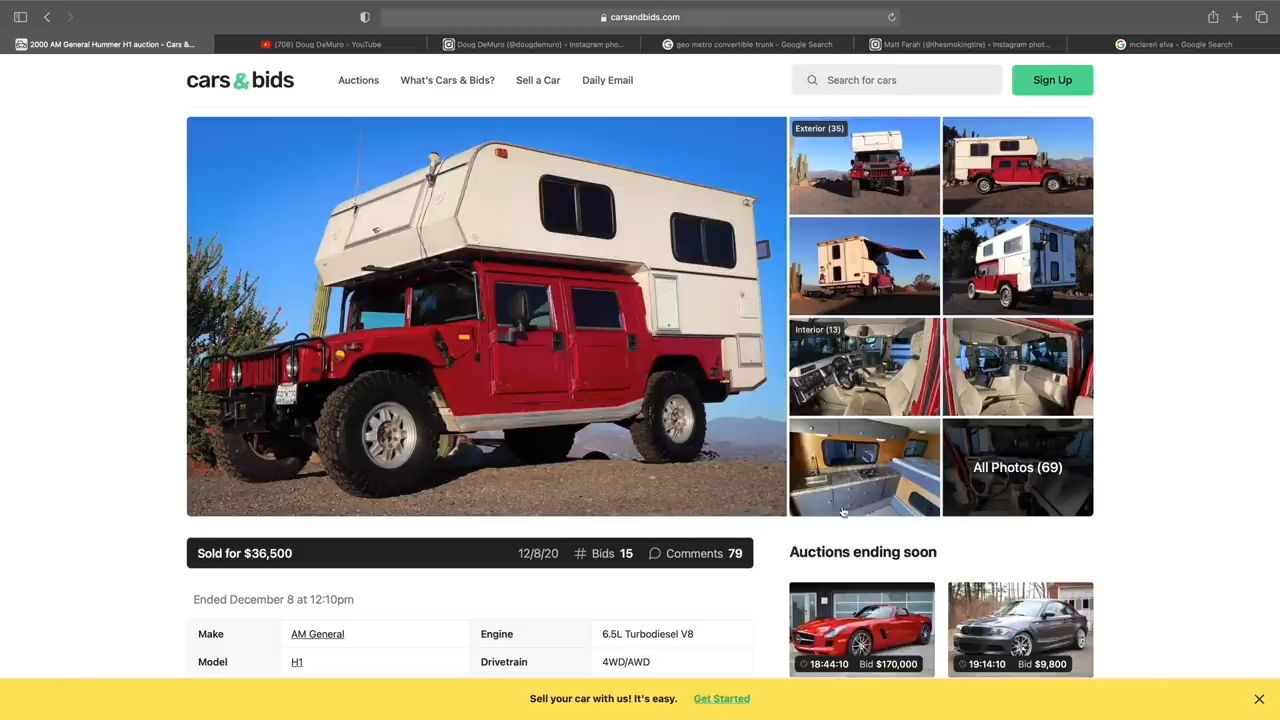 carsandbids.com
2000 AM General Hummer H1 auction - Cars &...
(708) Doug DeMuro - YouTube
Doug DeMuro (@dougdemuro) • Instagram pho...
geo metro convertible trunk - Google Search
Matt Farah (@thesmokingtire) • Instagram phot...
mclaren elva - Google Search
cars & bids
Auctions
What's Cars & Bids?
Sell a Car
Daily Email
Search for cars
Sign Up
Exterior (35)
Interior (13)
All Photos (69)
Sold for $36,500
12/8/20
# Bids 15
Comments 79
Auctions ending soon
Ended December 8 at 12:10pm
Make AM General
Engine 6.5L Turbodiesel V8
Model H1
Drivetrain 4WD/AWD
18:44:10 Bid $170,000
19:14:10 Bid $9,800
Sell your car with us! It's easy. Get Started